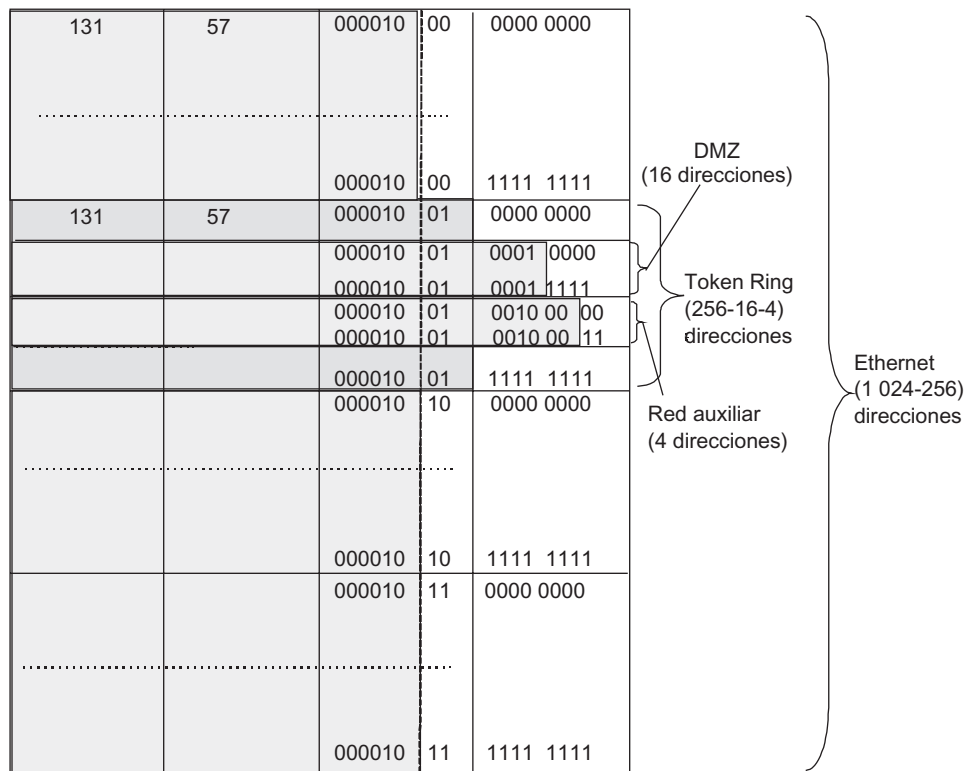 131 57 000010 00 0000 0000
000010 00 1111 1111
131 57 000010 01 0000 0000
000010 01 0001 0000
000010 01 0001 1111
000010 01 0010 00 00
000010 01 0010 00 11
000010 01 1111 1111
000010 10 0000 0000
000010 10 1111 1111
000010 11 0000 0000
000010 11 1111 1111
DMZ
(16 direcciones)
Token Ring
(256-16-4)
direcciones
Red auxiliar
(4 direcciones)
Ethernet
(1 024-256)
direcciones